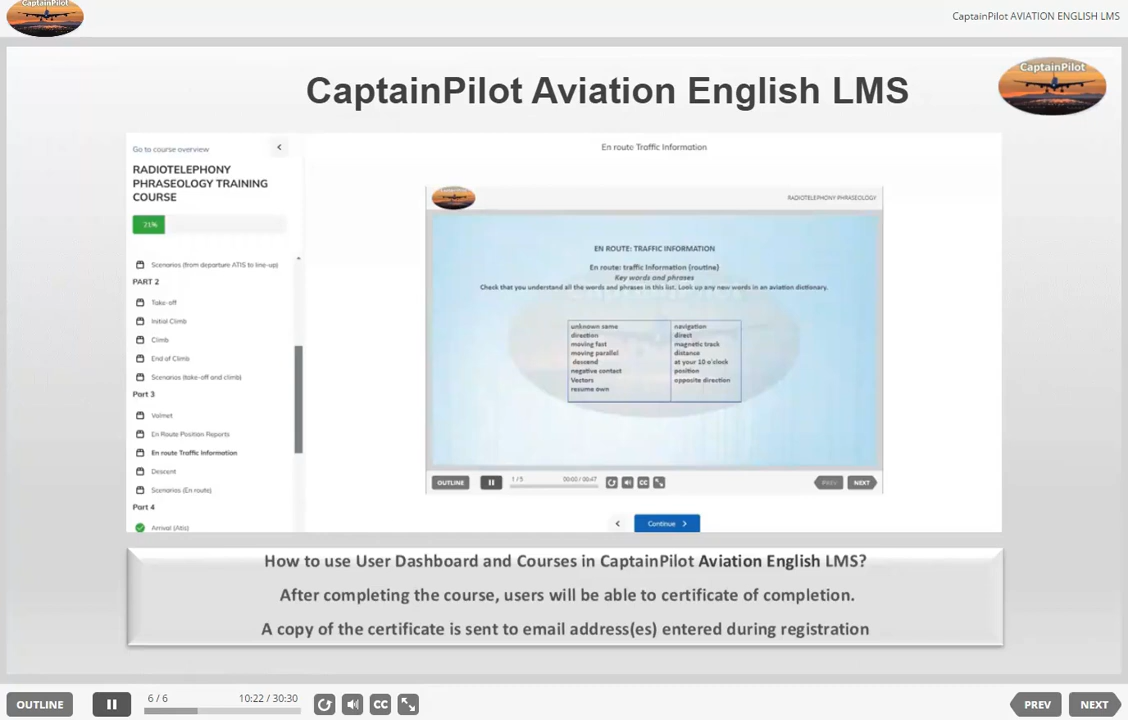 CaptainPilot
CaptainPilot AVIATION ENGLISH LMS
CaptainPilot Aviation English LMS
CaptainPilot
Go to course overview
RADIOTELEPHONY
PHRASEOLOGY TRAINING
COURSE
21%
Scenarios (from departure ATIS to line-up)
PART 2
Take-off
Initial Climb
Climb
End of Climb
Scenarios (take-off and climb)
Part 3
Volmet
En Route Position Reports
En route Traffic Information
Descent
Scenarios (En route)
Part 4
Arrival (Atis)
En route Traffic Information
RADIOTELEPHONY PHRASEOLOGY
EN ROUTE: TRAFFIC INFORMATION
En route: traffic Information (routine)
Key words and phrases
Check that you understand all the words and phrases in this list. Look up any new words in an aviation dictionary.
unknown same
direction
moving fast
moving parallel
descend
negative contact
Vectors
resume own
navigation
direct
magnetic track
distance
at your 10 o'clock
position
opposite direction
OUTLINE
1 / 5
00:00 / 00:47
CC
PREV
NEXT
Continue
How to use User Dashboard and Courses in CaptainPilot Aviation English LMS?
After completing the course, users will be able to certificate of completion.
A copy of the certificate is sent to email address(es) entered during registration
OUTLINE
6 / 6
10:22 / 30:30
CC
PREV
NEXT